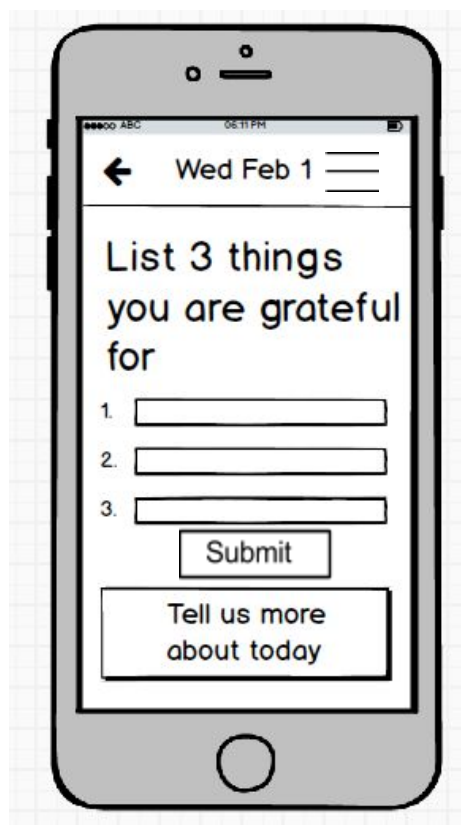 ABC 06:11 PM
Wed Feb 1
List 3 things
you are grateful
for
1.
2.
3.
Submit
Tell us more
about today